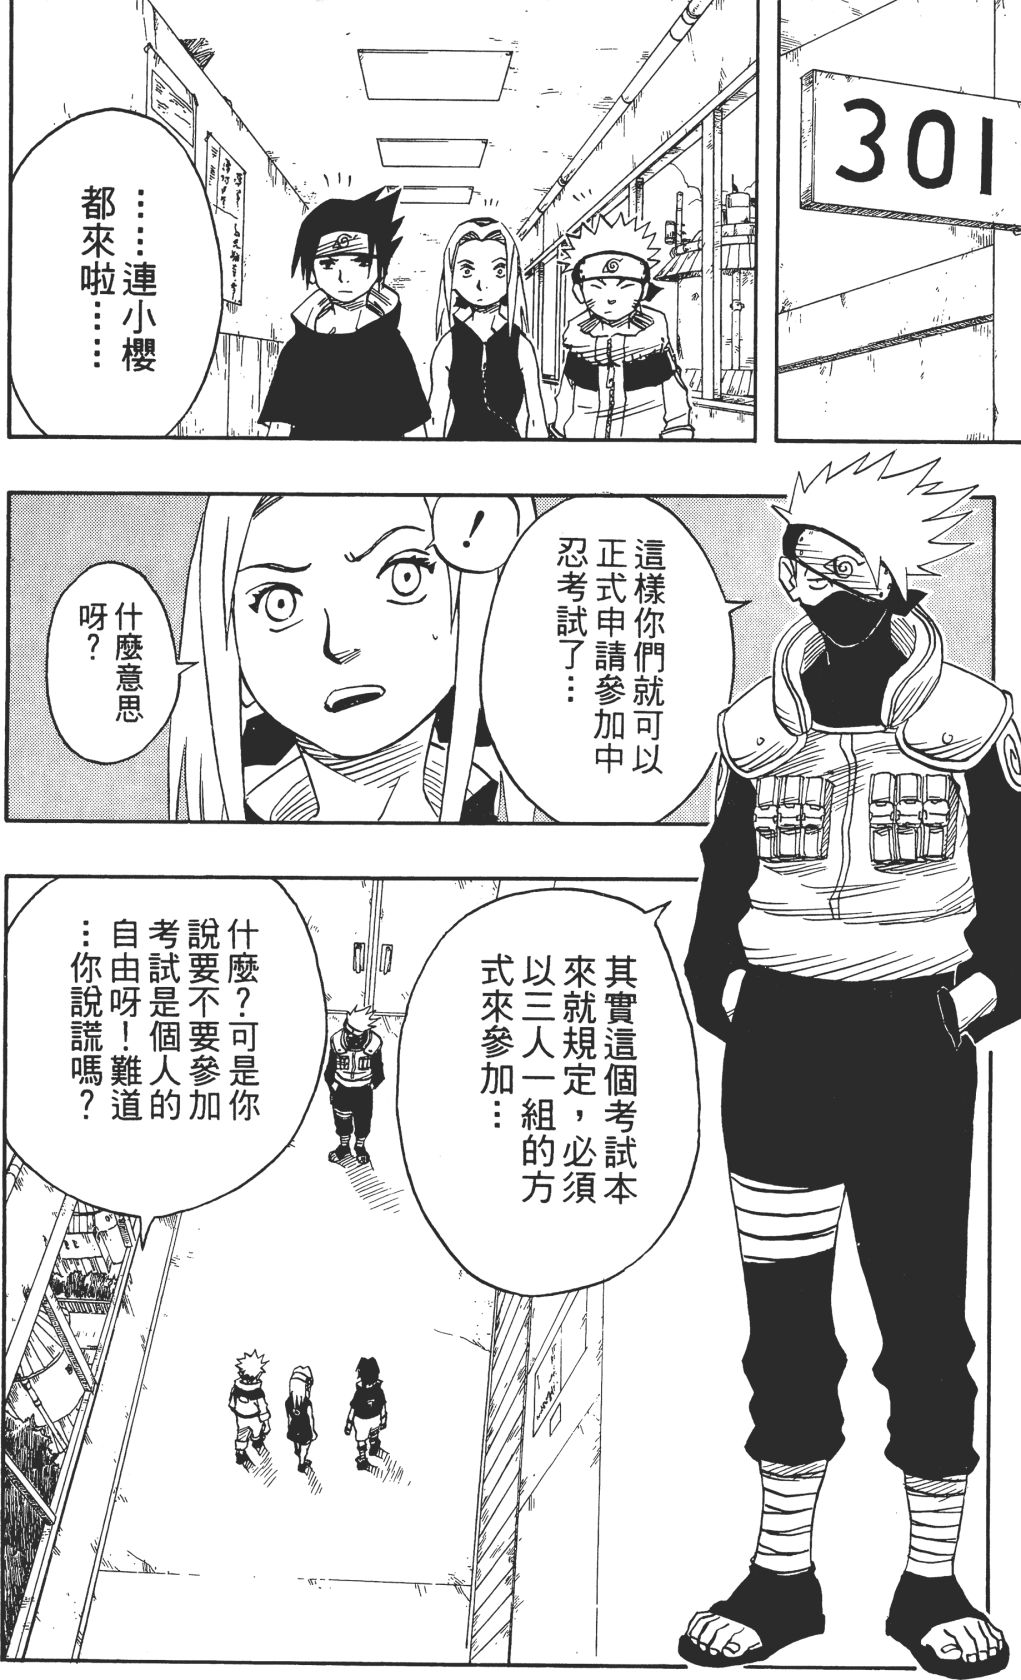 301
……連小櫻
都來啦……
這樣你們就可以
正式申請參加中
忍考試了…
！
什麼意思
呀？
其實這個考試本
來就規定，必須
以三人一組的方
式來參加…
什麼？可是你
說要不要參加
考試是個人的
自由呀！難道
…你說謊嗎？